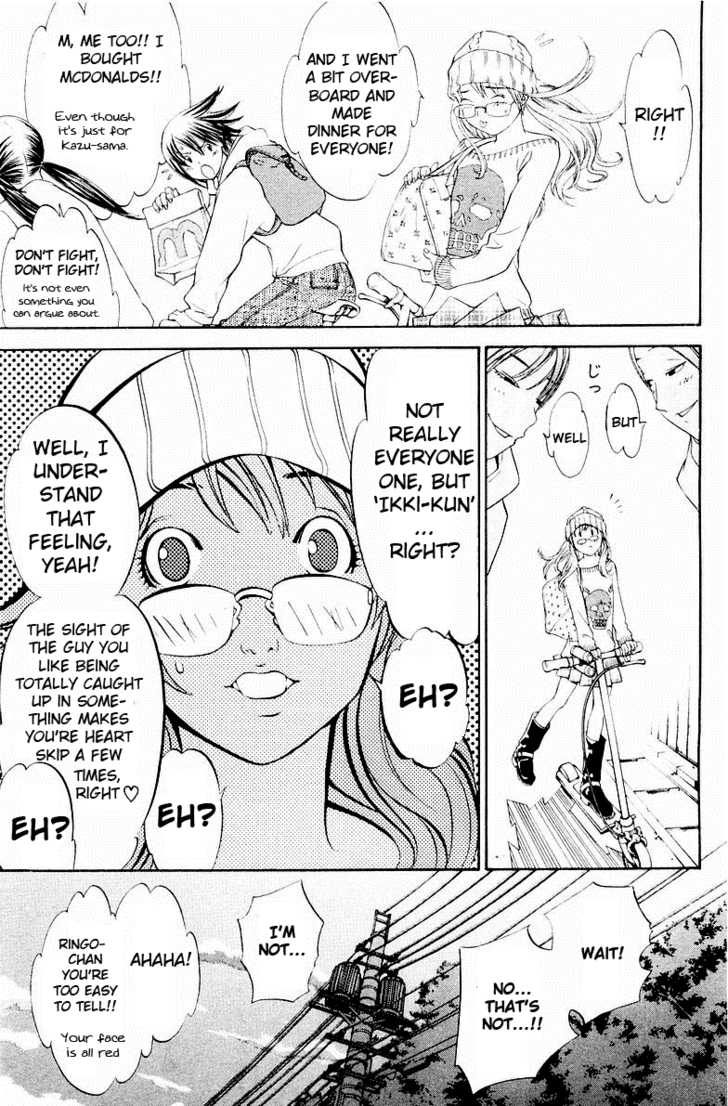 RIGHT
!!
AND I WENT
A BIT OVER-
BOARD AND
MADE
DINNER FOR
EVERYONE!
M, ME TOO!! I
BOUGHT
MCDONALDS!!
Even though
it's just for
Kazu-sama.
DON'T FIGHT,
DON'T FIGHT!
It's not even
something you
can argue about.
じっ
BUT
WELL
NOT
REALLY
EVERYONE
ONE, BUT
'IKKI-KUN'
...
RIGHT?
EH?
WELL, I
UNDER-
STAND
THAT
FEELING,
YEAH!
THE SIGHT OF
THE GUY YOU
LIKE BEING
TOTALLY CAUGHT
UP IN SOME-
THING MAKES
YOU'RE HEART
SKIP A FEW
TIMES,
RIGHT♡
EH?
EH?
WAIT!
NO...
THAT'S
NOT...!!
I'M
NOT...
AHAHA!
RINGO-
CHAN
YOU'RE
TOO EASY
TO TELL!!
Your face
is all red